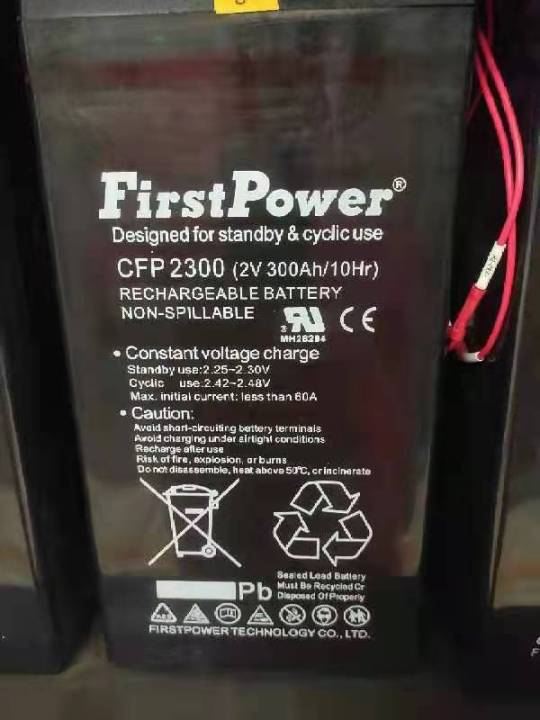 FirstPower®
Designed for standby & cyclic use
CFP 2300 (2V 300Ah/10Hr)
RECHARGEABLE BATTERY
NON-SPILLABLE
MH28284
CE
• Constant voltage charge
Standby use:2.25~2.30V
Cyclic use:2.42~2.48V
Max. initial current: less than 60A
• Caution:
Avoid short-circuiting battery terminals
Avoid charging under airtight conditions
Recharge after use
Risk of fire, explosion, or burns
Do not disassemble, heat above 50°C, or incinerate
Pb
Sealed Lead Battery
Must Be Recycled Or
Disposed Of Properly
FIRSTPOWER TECHNOLOGY CO., LTD.